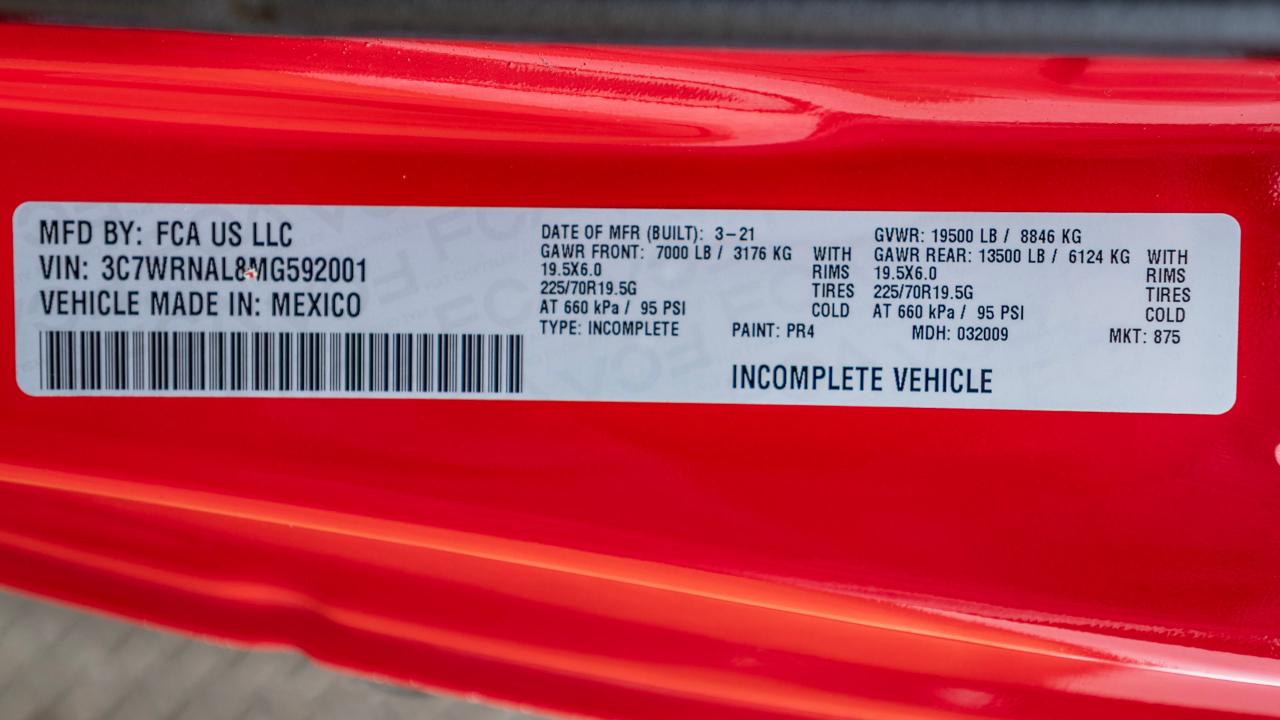 MFD BY: FCA US LLC
VIN: 3C7WRNAL8MG592001
VEHICLE MADE IN: MEXICO
DATE OF MFR (BUILT): 3-21
GAWR FRONT: 7000 LB / 3176 KG WITH
19.5X6.0 RIMS
225/70R19.5G TIRES
AT 660 kPa / 95 PSI COLD
GVWR: 19500 LB / 8846 KG
GAWR REAR: 13500 LB / 6124 KG WITH
19.5X6.0 RIMS
225/70R19.5G TIRES
AT 660 kPa / 95 PSI COLD
TYPE: INCOMPLETE PAINT: PR4 MDH: 032009 MKT: 875
INCOMPLETE VEHICLE